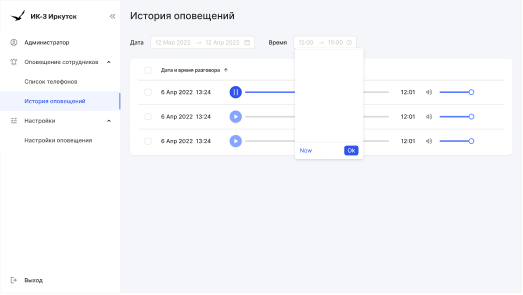 ИК-3 Иркутск
Администратор
Оповещение сотрудников
Список телефонов
История оповещений
Настройки
Настройки оповещения
Выход
История оповещений
Дата 12 Мар 2022 → 12 Апр 2022
Время 12:00 → 15:00
Дата и время разговора
6 Апр 2022 13:24 12:01
6 Апр 2022 13:24 12:01
6 Апр 2022 13:24 12:01
Now Ok